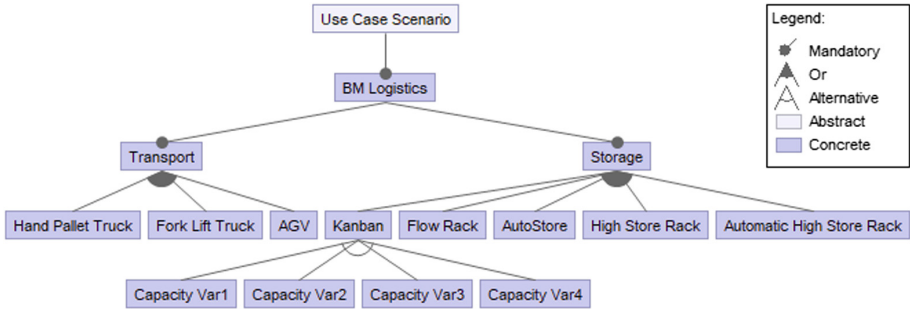 Use Case Scenario
Legend:
Mandatory
Or
Alternative
Abstract
Concrete
BM Logistics
Transport
Storage
Hand Pallet Truck
Fork Lift Truck
AGV
Kanban
Flow Rack
AutoStore
High Store Rack
Automatic High Store Rack
Capacity Var1
Capacity Var2
Capacity Var3
Capacity Var4